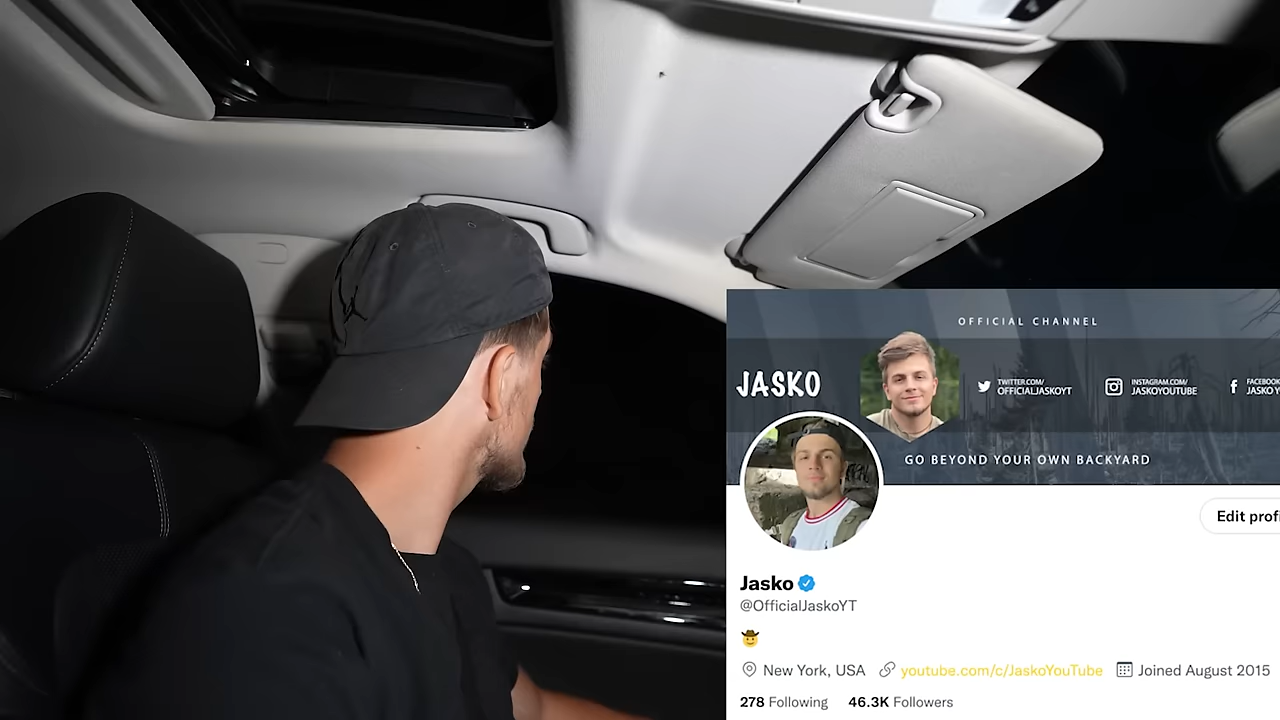 OFFICIAL CHANNEL
JASKO
TWITTER.COM/
OFFICIALJASKOYT
INSTAGRAM.COM/
JASKOYOUTUBE
FACEBOOK
JASKO Y
GO BEYOND YOUR OWN BACKYARD
Edit profi
Jasko
@OfficialJaskoYT
New York, USA youtube.com/c/JaskoYouTube Joined August 2015
278 Following 46.3K Followers